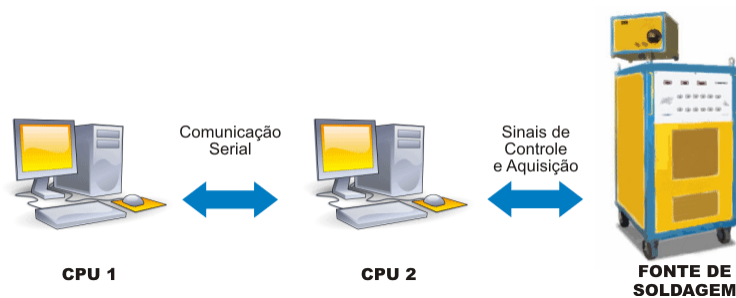 Comunicação
Serial
Sinais de
Controle
e Aquisição
CPU 1
CPU 2
FONTE DE
SOLDAGEM